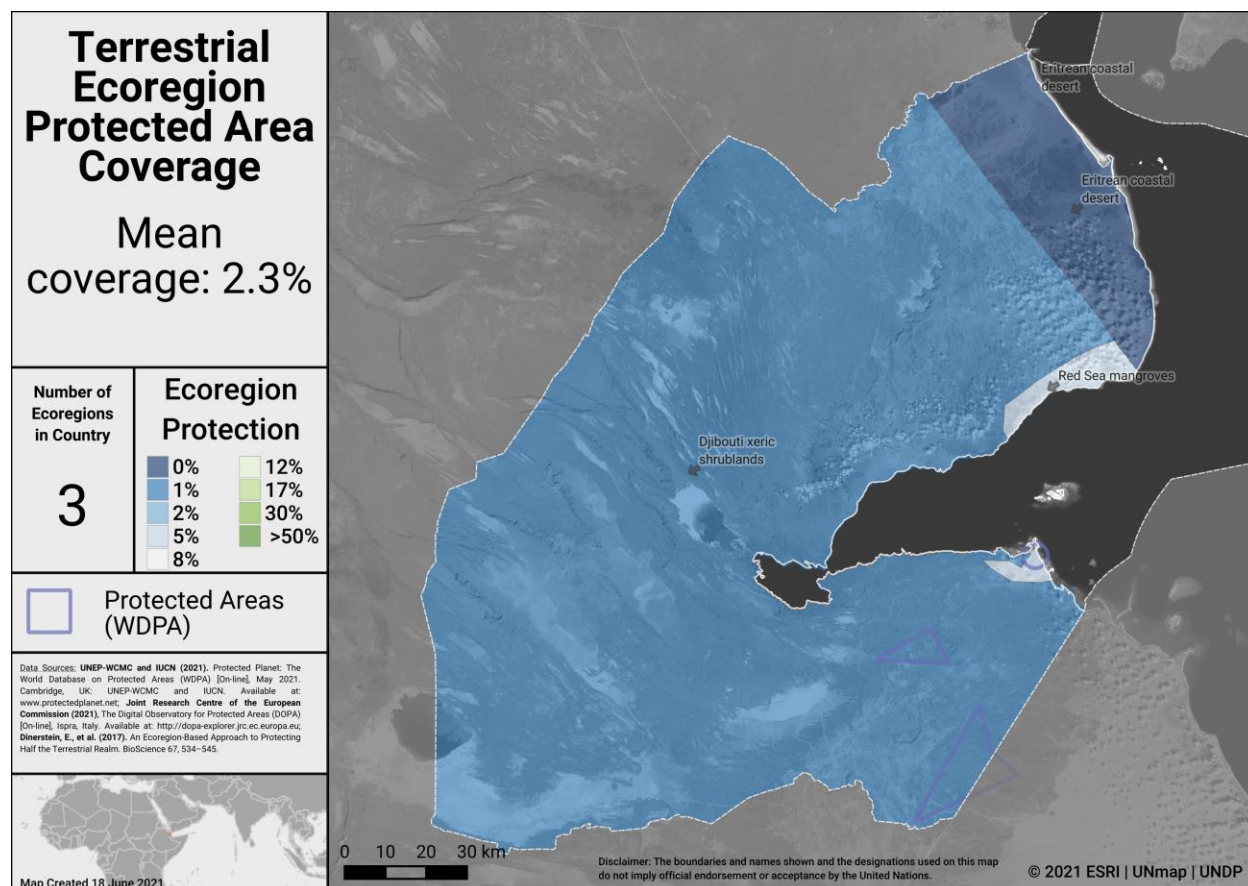 Terrestrial
Ecoregion
Protected Area
Coverage
Mean
coverage: 2.3%
Number of
Ecoregions
in Country
3
Ecoregion
Protection
0%
1%
2%
5%
8%
12%
17%
30%
>50%
Protected Areas
(WDPA)
Data Sources: UNEP-WCMC and IUCN (2021). Protected Planet: The
World Database on Protected Areas (WDPA) [On-line], May 2021.
Cambridge, UK: UNEP-WCMC and IUCN. Available at:
www.protectedplanet.net; Joint Research Centre of the European
Commission (2021), The Digital Observatory for Protected Areas (DOPA)
[On-line], Ispra, Italy. Available at: http://dopa-explorer.jrc.ec.europa.eu;
Dinerstein, E., et al. (2017). An Ecoregion-Based Approach to Protecting
Half the Terrestrial Realm. BioScience 67, 534–545.
Map Created 18 June 2021
Eritrean coastal
desert
Eritrean coastal
desert
Red Sea mangroves
Djibouti xeric
shrublands
0 10 20 30 km
Disclaimer: The boundaries and names shown and the designations used on this map
do not imply official endorsement or acceptance by the United Nations.
© 2021 ESRI | UNmap | UNDP